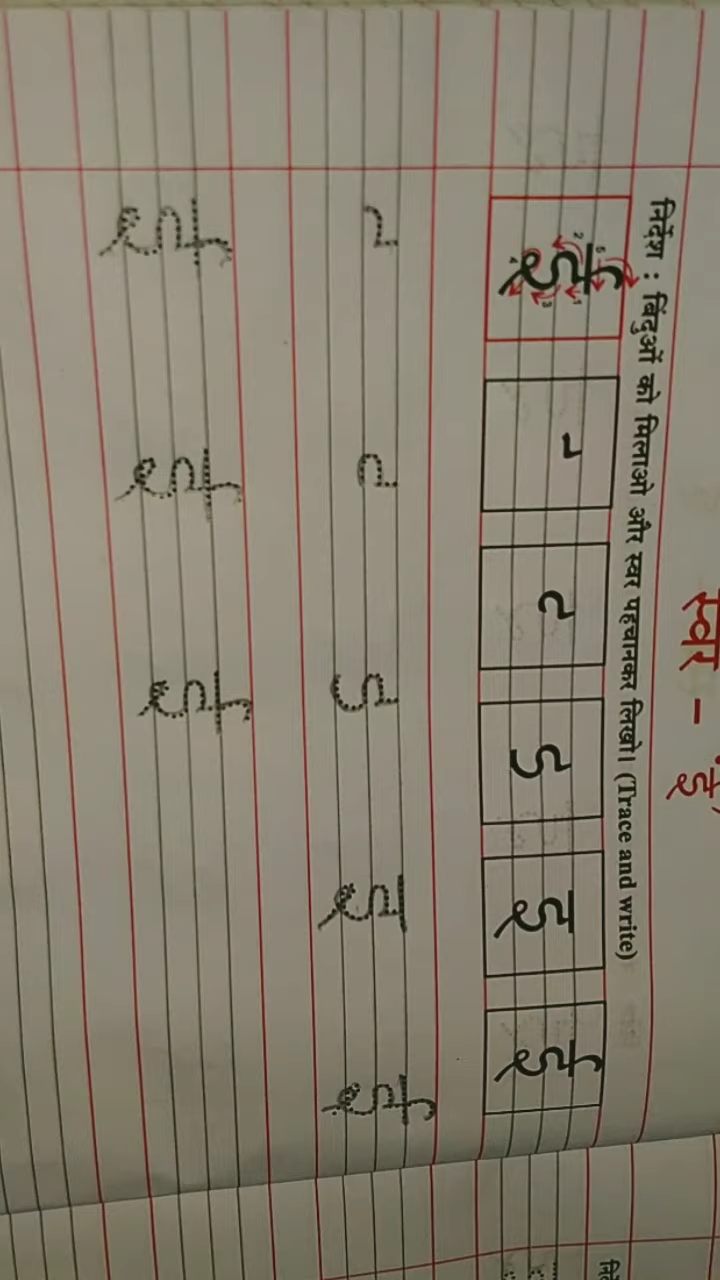 स्वर - ई
निर्देश : बिंदुओं को मिलाओ और स्वर पहचानकर लिखो। (Trace and write)
ई इ ई
ई
ई ई ई